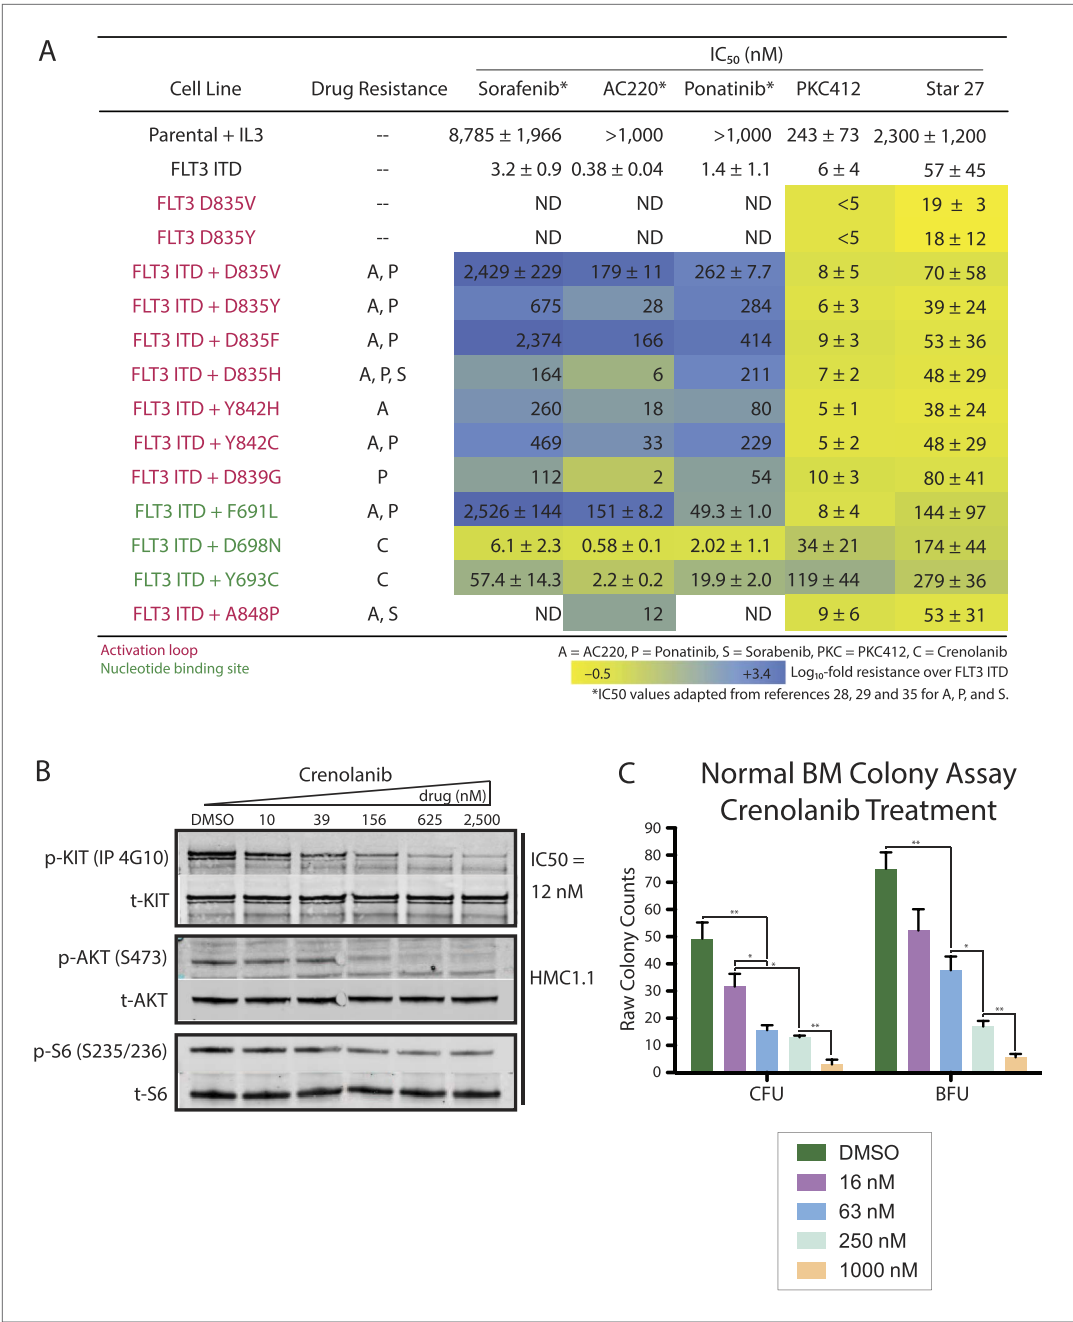 A
IC₅₀ (nM)
Cell Line Drug Resistance Sorafenib* AC220* Ponatinib* PKC412 Star 27
Parental + IL3 -- 8,785 ± 1,966 >1,000 >1,000 243 ± 73 2,300 ± 1,200
FLT3 ITD -- 3.2 ± 0.9 0.38 ± 0.04 1.4 ± 1.1 6 ± 4 57 ± 45
FLT3 D835V -- ND ND ND <5 19 ± 3
FLT3 D835Y -- ND ND ND <5 18 ± 12
FLT3 ITD + D835V A, P 2,429 ± 229 179 ± 11 262 ± 7.7 8 ± 5 70 ± 58
FLT3 ITD + D835Y A, P 675 28 284 6 ± 3 39 ± 24
FLT3 ITD + D835F A, P 2,374 166 414 9 ± 3 53 ± 36
FLT3 ITD + D835H A, P, S 164 6 211 7 ± 2 48 ± 29
FLT3 ITD + Y842H A 260 18 80 5 ± 1 38 ± 24
FLT3 ITD + Y842C A, P 469 33 229 5 ± 2 48 ± 29
FLT3 ITD + D839G P 112 2 54 10 ± 3 80 ± 41
FLT3 ITD + F691L A, P 2,526 ± 144 151 ± 8.2 49.3 ± 1.0 8 ± 4 144 ± 97
FLT3 ITD + D698N C 6.1 ± 2.3 0.58 ± 0.1 2.02 ± 1.1 34 ± 21 174 ± 44
FLT3 ITD + Y693C C 57.4 ± 14.3 2.2 ± 0.2 19.9 ± 2.0 119 ± 44 279 ± 36
FLT3 ITD + A848P A, S ND 12 ND 9 ± 6 53 ± 31
Activation loop
Nucleotide binding site
A = AC220, P = Ponatinib, S = Sorabenib, PKC = PKC412, C = Crenolanib
−0.5 +3.4 Log₁₀-fold resistance over FLT3 ITD
*IC50 values adapted from references 28, 29 and 35 for A, P, and S.
B
Crenolanib
drug (nM)
DMSO 10 39 156 625 2,500
p-KIT (IP 4G10)
t-KIT
p-AKT (S473)
t-AKT
p-S6 (S235/236)
t-S6
IC50 =
12 nM
HMC1.1
C
Normal BM Colony Assay
Crenolanib Treatment
Raw Colony Counts
90
80
70
60
50
40
30
20
10
0
** * * **
** * **
CFU BFU
DMSO
16 nM
63 nM
250 nM
1000 nM